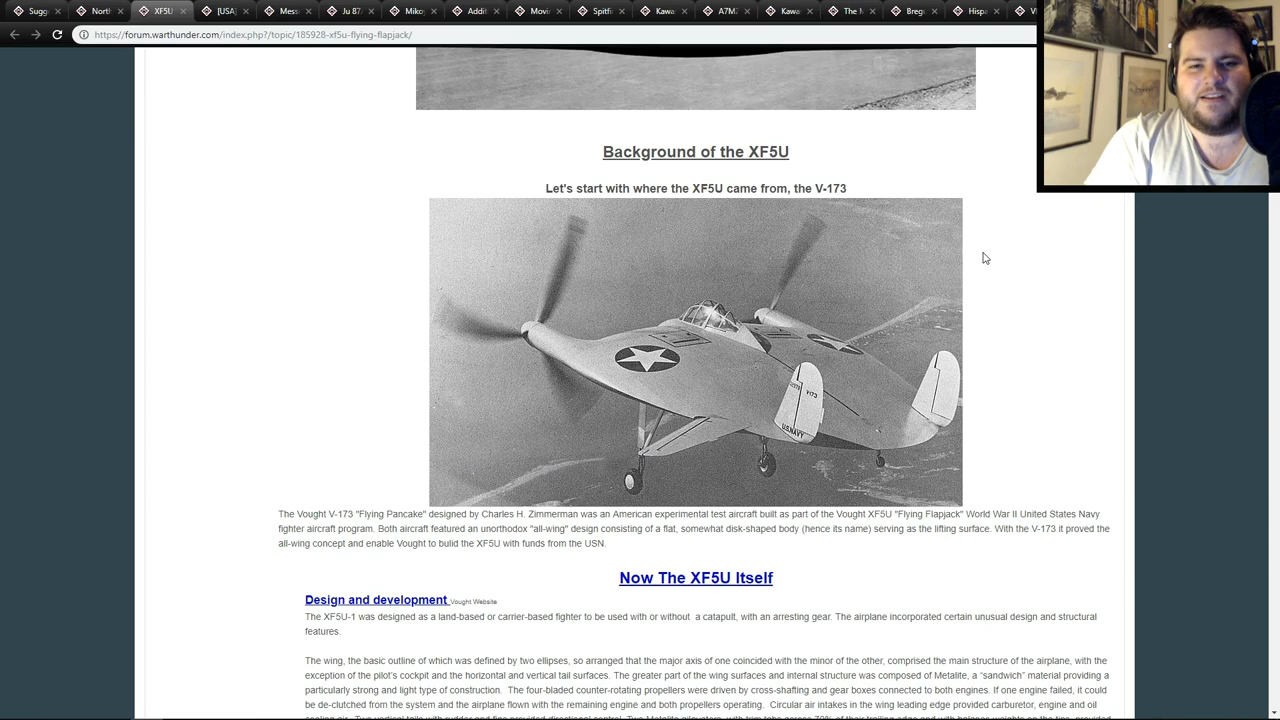 Sugg
North
XF5U
[USA]
Messe
Ju 87
Mikoy
Additi
Movin
Spitfi
Kawa
A7M2
Kawa
The M
Bregu
Hispa
https://forum.warthunder.com/index.php?/topic/185928-xf5u-flying-flapjack/
Background of the XF5U
Let's start with where the XF5U came from, the V-173
V173
U.S.NAVY
The Vought V-173 "Flying Pancake" designed by Charles H. Zimmerman was an American experimental test aircraft built as part of the Vought XF5U "Flying Flapjack" World War II United States Navy
fighter aircraft program. Both aircraft featured an unorthodox "all-wing" design consisting of a flat, somewhat disk-shaped body (hence its name) serving as the lifting surface. With the V-173 it proved the
all-wing concept and enable Vought to bulid the XF5U with funds from the USN.
Now The XF5U Itself
Design and development Vought Website
The XF5U-1 was designed as a land-based or carrier-based fighter to be used with or without a catapult, with an arresting gear. The airplane incorporated certain unusual design and structural
features.
The wing, the basic outline of which was defined by two ellipses, so arranged that the major axis of one coincided with the minor of the other, comprised the main structure of the airplane, with the
exception of the pilot's cockpit and the horizontal and vertical tail surfaces. The greater part of the wing surfaces and internal structure was composed of Metalite, a "sandwich" material providing a
particularly strong and light type of construction. The four-bladed counter-rotating propellers were driven by cross-shafting and gear boxes connected to both engines. If one engine failed, it could
be de-clutched from the system and the airplane flown with the remaining engine and both propellers operating. Circular air intakes in the wing leading edge provided carburetor, engine and oil